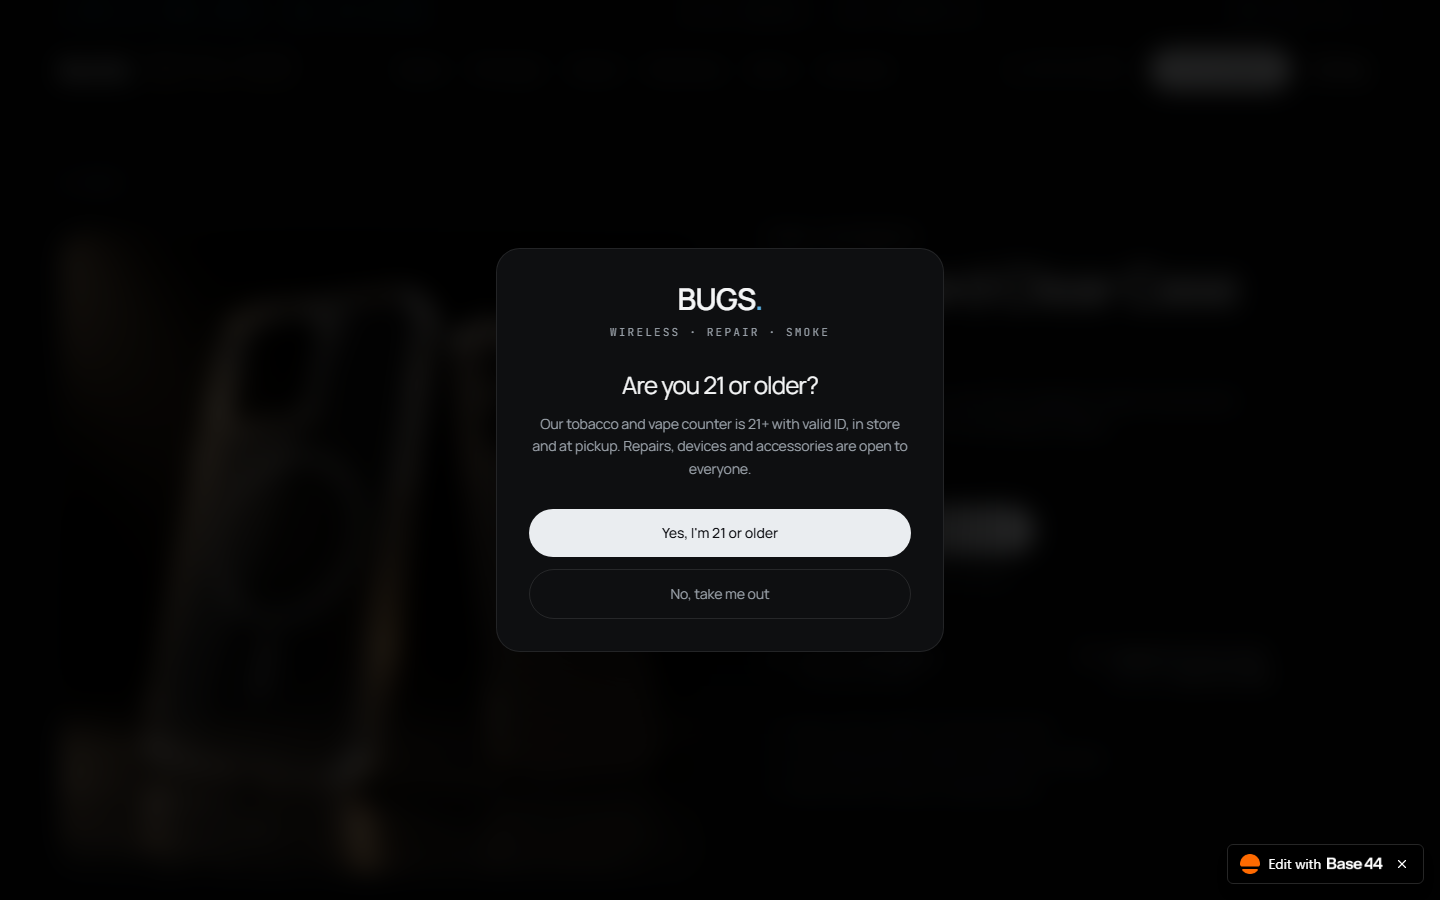 BUGS.
WIRELESS · REPAIR · SMOKE
Are you 21 or older?
Our tobacco and vape counter is 21+ with valid ID, in store
and at pickup. Repairs, devices and accessories are open to
everyone.
Yes, I'm 21 or older
No, take me out
Edit with Base44 ×